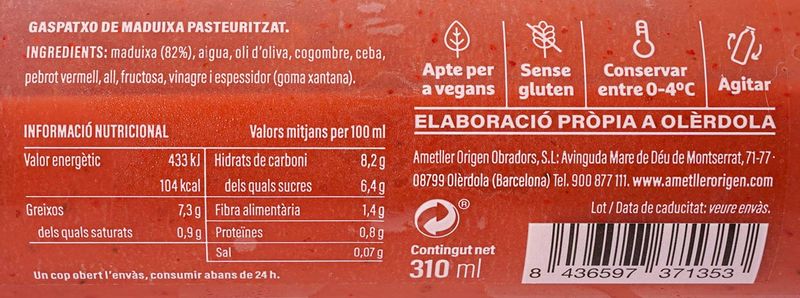 GASPATXO DE MADUIXA PASTEURITZAT.
INGREDIENTS: maduixa (82%), aigua, oli d'oliva, cogombre, ceba,
pebrot vermell, all, fructosa, vinagre i espessidor (goma xantana).
INFORMACIÓ NUTRICIONAL Valors mitjans per 100 ml
Valor energètic 433 kJ
104 kcal
Greixos 7,3 g
dels quals saturats 0,9 g
Hidrats de carboni 8,2 g
dels quals sucres 6,4 g
Fibra alimentària 1,4 g
Proteïnes 0,8 g
Sal 0,07 g
Un cop obert l'envàs, consumir abans de 24 h.
Apte per
a vegans
Sense
gluten
Conservar
entre 0-4ºC
Agitar
ELABORACIÓ PRÒPIA A OLÈRDOLA
Ametller Origen Obradors, S.L: Avinguda Mare de Déu de Montserrat, 71-77 ·
08799 Olèrdola (Barcelona) Tel. 900 877 111. www.ametllerorigen.com
Lot / Data de caducitat: veure envàs.
®
Contingut net
310 ml
8 436597 371353